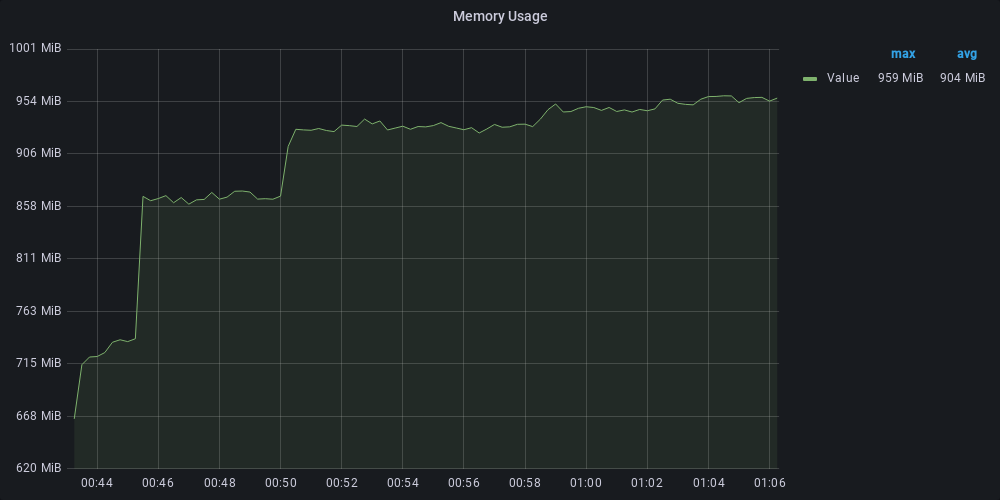 Memory Usage
1001 MiB
954 MiB
906 MiB
858 MiB
811 MiB
763 MiB
715 MiB
668 MiB
620 MiB
00:44 00:46 00:48 00:50 00:52 00:54 00:56 00:58 01:00 01:02 01:04 01:06
max avg
Value 959 MiB 904 MiB